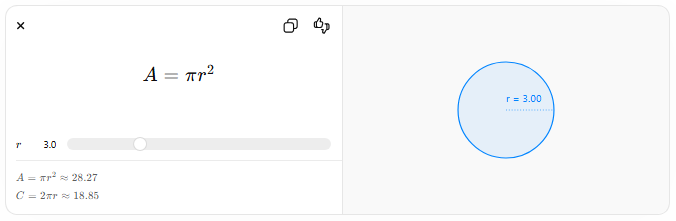 A = πr²
r 3.0
A = πr² ≈ 28.27
C = 2πr ≈ 18.85
r = 3.00